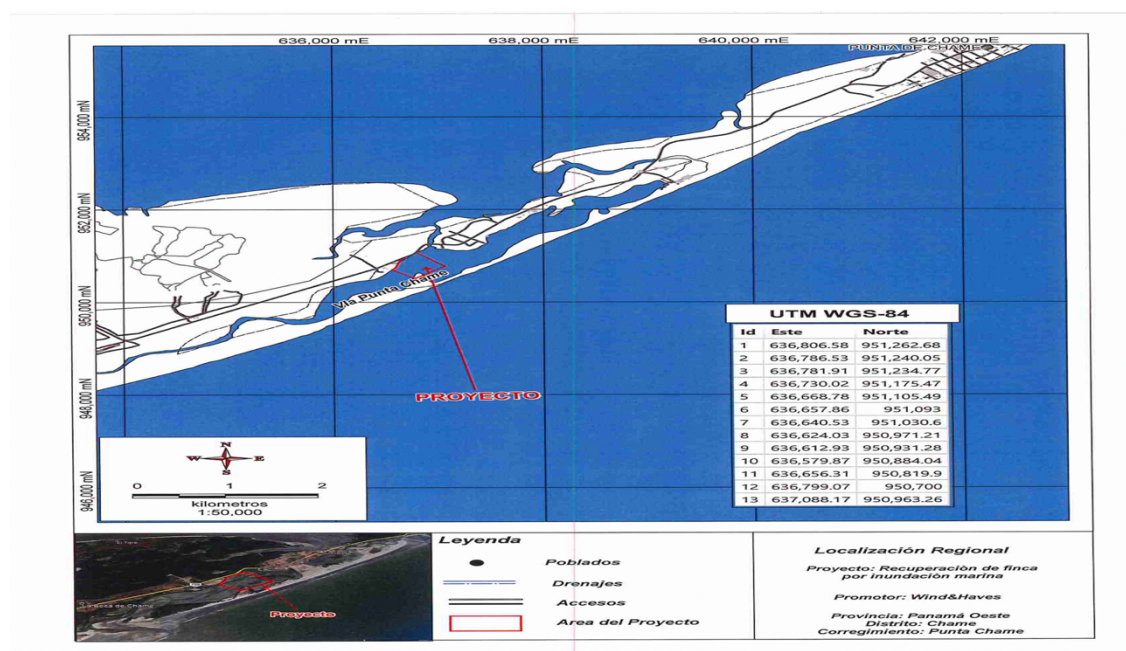 636,000 mE
638,000 mE
640,000 mE
642,000 mE
PUNTA DE CHAME
954,000 mN
952,000 mN
950,000 mN
948,000 mN
946,000 mN
Via Punta Chame
PROYECTO
UTM WGS-84
Id Este Norte
1 636,806.58 951,262.68
2 636,786.53 951,240.05
3 636,781.91 951,234.77
4 636,730.02 951,175.47
5 636,668.78 951,105.49
6 636,657.86 951,093
7 636,640.53 951,030.6
8 636,624.03 950,971.21
9 636,612.93 950,931.28
10 636,579.87 950,884.04
11 636,656.31 950,819.9
12 636,799.07 950,700
13 637,088.17 950,963.26
N
W E
S
0 1 2
kilometros
1:50,000
de Chame
Proyecto
Leyenda
Poblados
Drenajes
Accesos
Area del Proyecto
Localización Regional
Proyecto: Recuperación de finca
por inundación marina
Promotor: Wind&Haves
Provincia: Panamá Oeste
Distrito: Chame
Corregimiento: Punta Chame